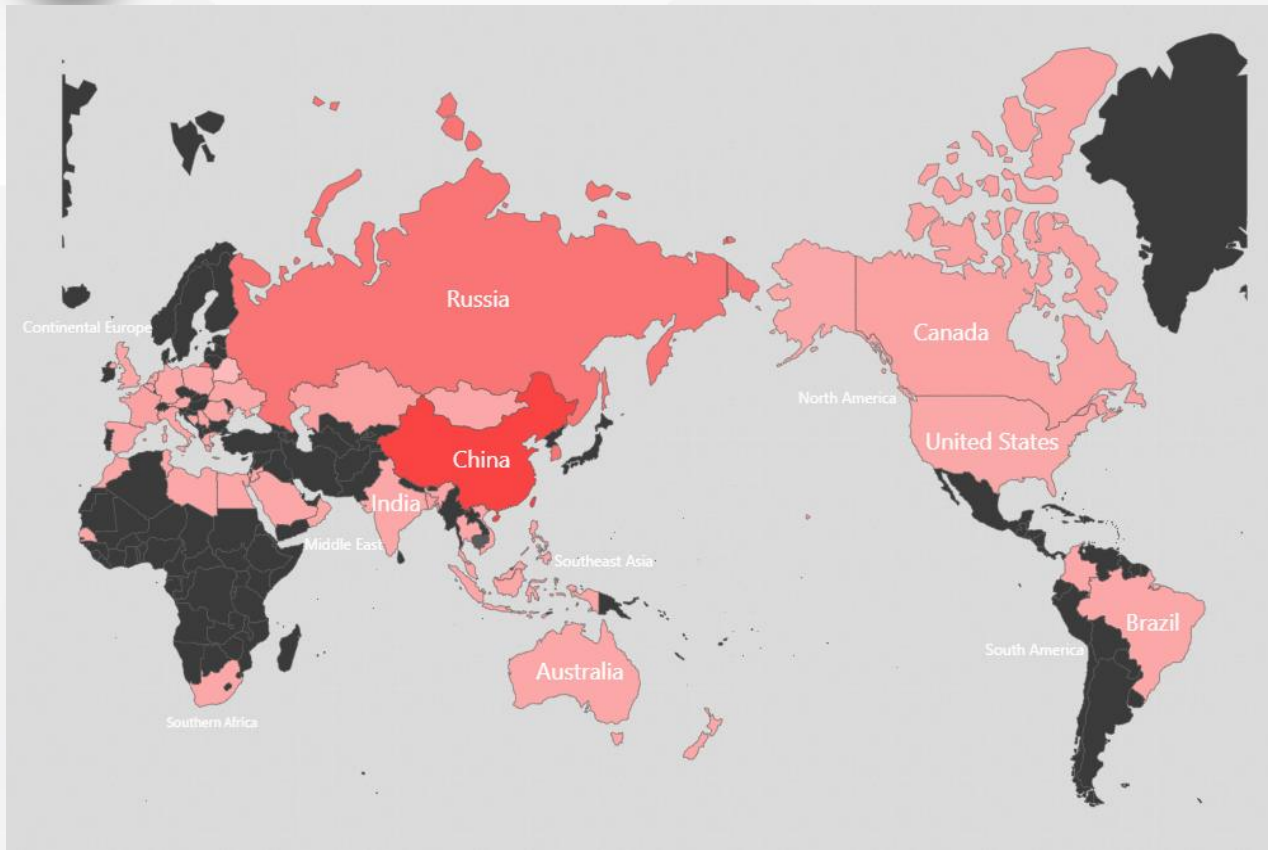 Russia
Continental Europe
Canada
North America
United States
China
India
Middle East
Southeast Asia
Brazil
South America
Australia
Southern Africa